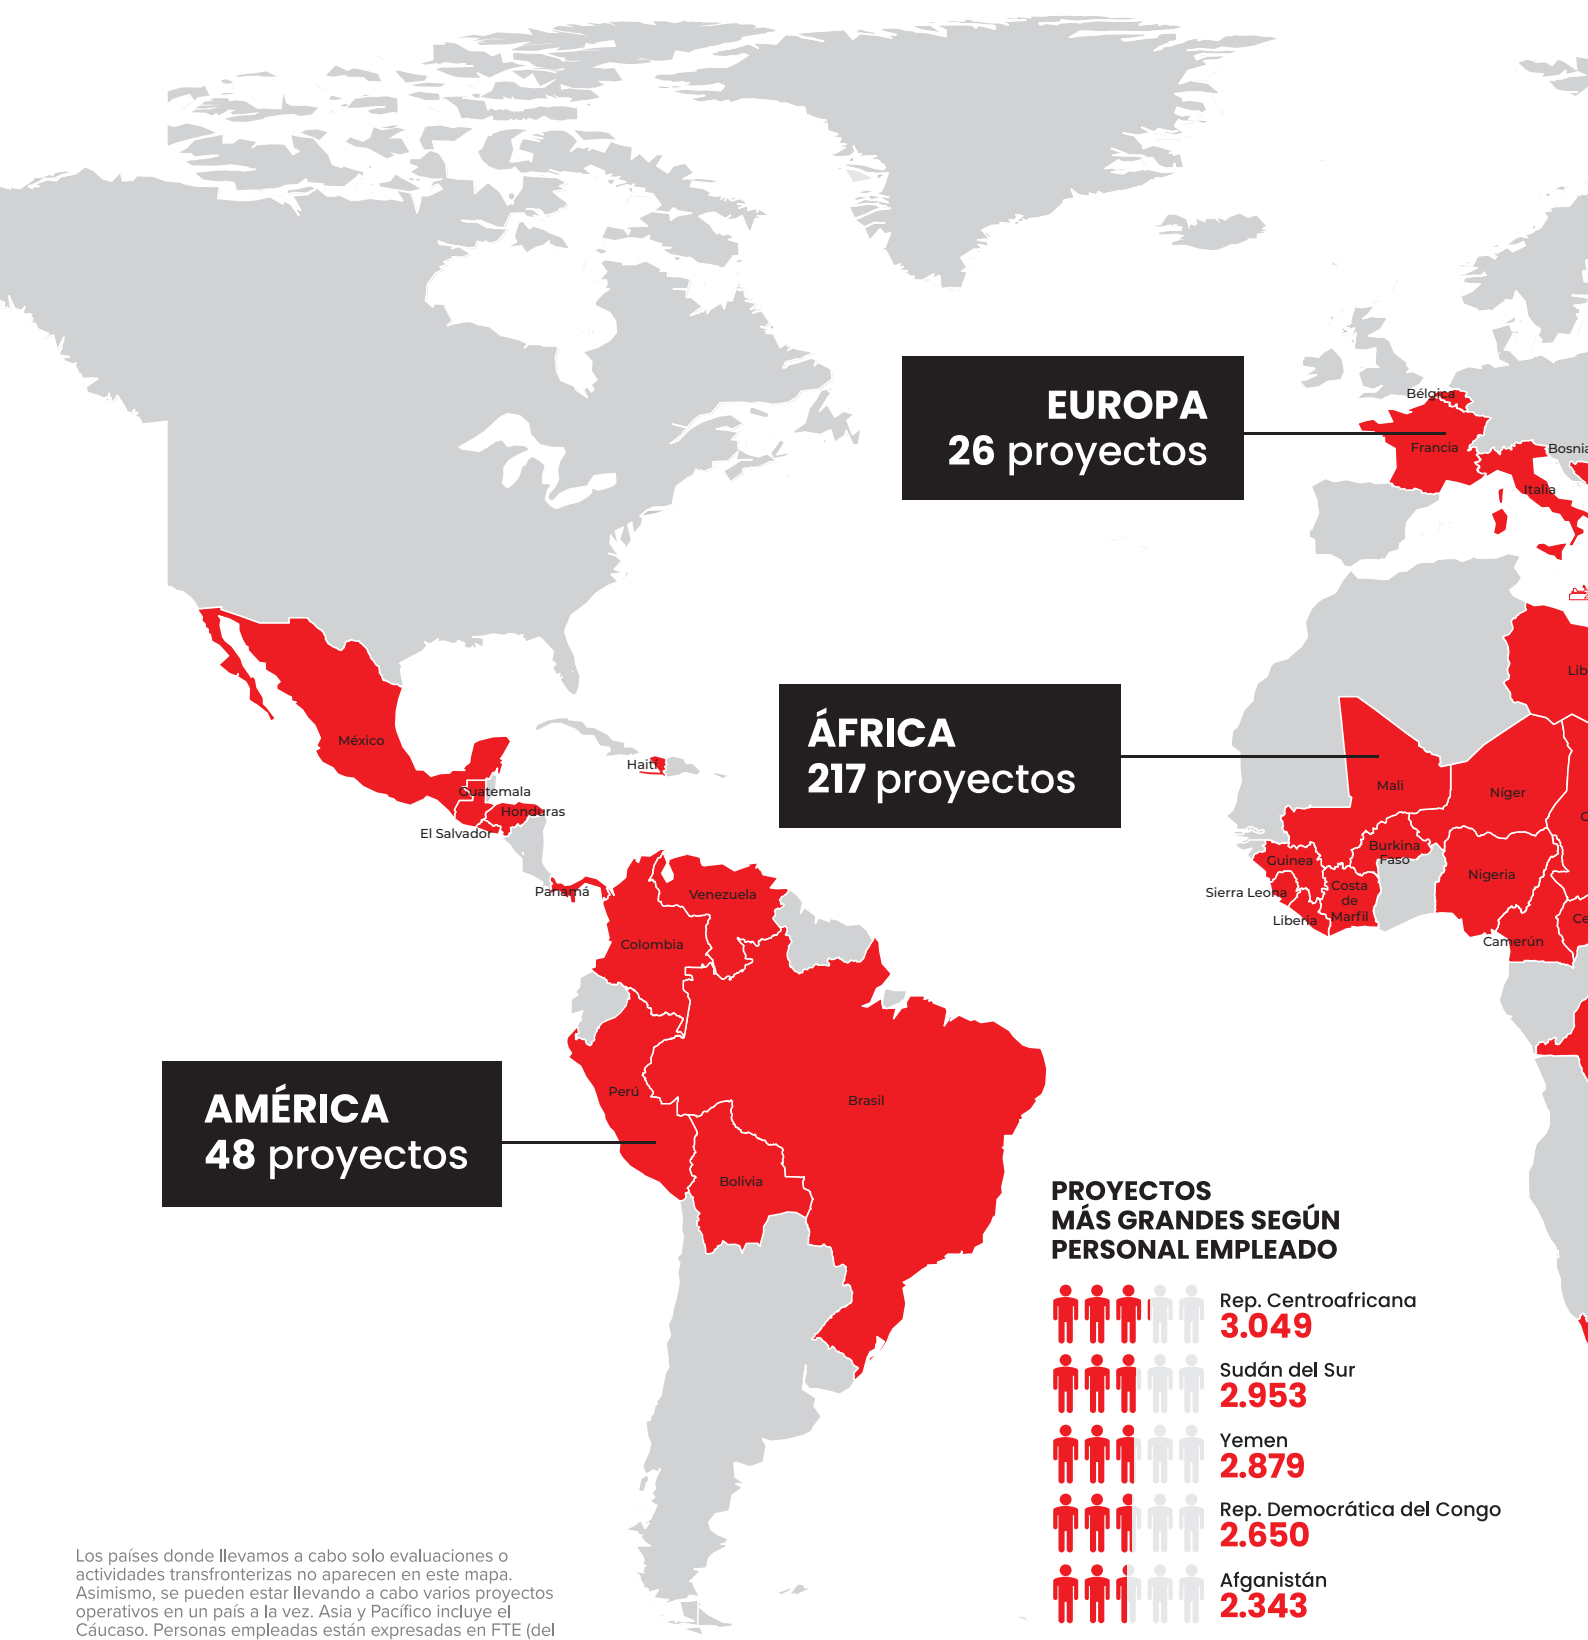 EUROPA
26 proyectos
Bélgica
Francia
Bosnia
Italia
ÁFRICA
217 proyectos
México
Haití
Guatemala
Honduras
El Salvador
Panamá
Venezuela
Colombia
Perú
Brasil
Bolivia
Lib
Mali
Níger
Burkina
Faso
Guinea
Nigeria
Sierra Leona
Costa
de
Marfil
Liberia
Camerún
C
Ce
AMÉRICA
48 proyectos
PROYECTOS
MÁS GRANDES SEGÚN
PERSONAL EMPLEADO
Rep. Centroafricana
3.049
Sudán del Sur
2.953
Yemen
2.879
Rep. Democrática del Congo
2.650
Afganistán
2.343
Los países donde llevamos a cabo solo evaluaciones o
actividades transfronterizas no aparecen en este mapa.
Asimismo, se pueden estar llevando a cabo varios proyectos
operativos en un país a la vez. Asia y Pacífico incluye el
Cáucaso. Personas empleadas están expresadas en FTE (del